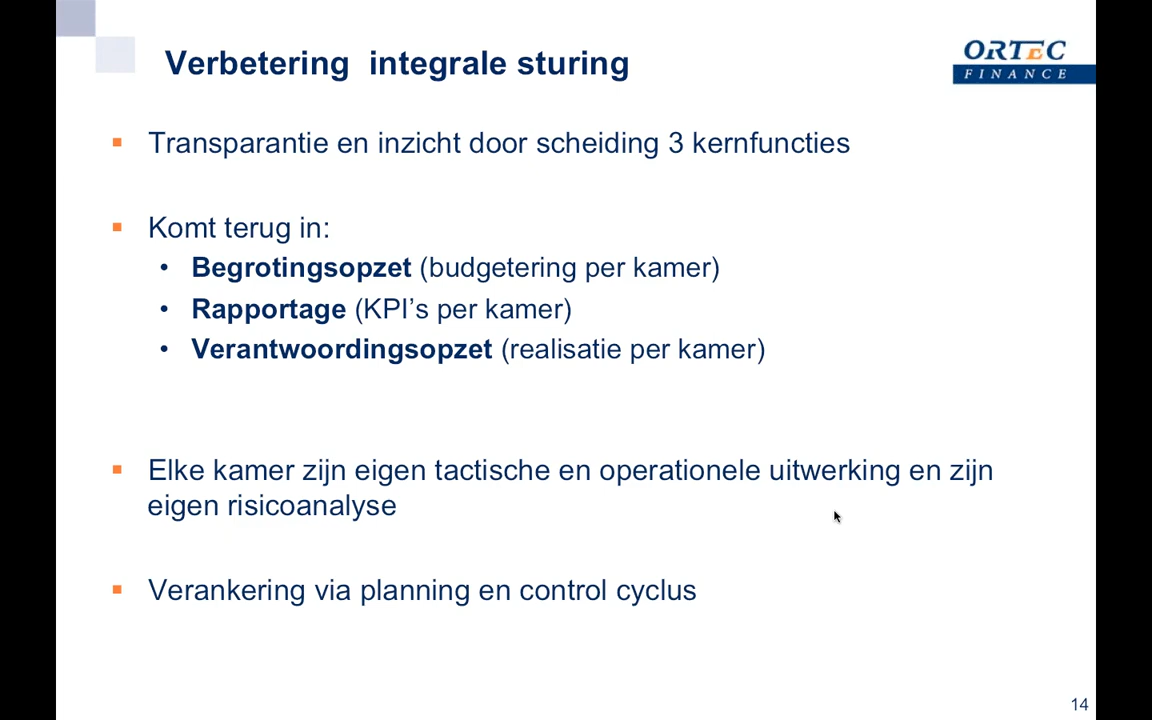 Verbetering integrale sturing
ORTEC
FINANCE
Transparantie en inzicht door scheiding 3 kernfuncties
Komt terug in:
Begrotingsopzet (budgetering per kamer)
Rapportage (KPI’s per kamer)
Verantwoordingsopzet (realisatie per kamer)
Elke kamer zijn eigen tactische en operationele uitwerking en zijn
eigen risicoanalyse
Verankering via planning en control cyclus
14